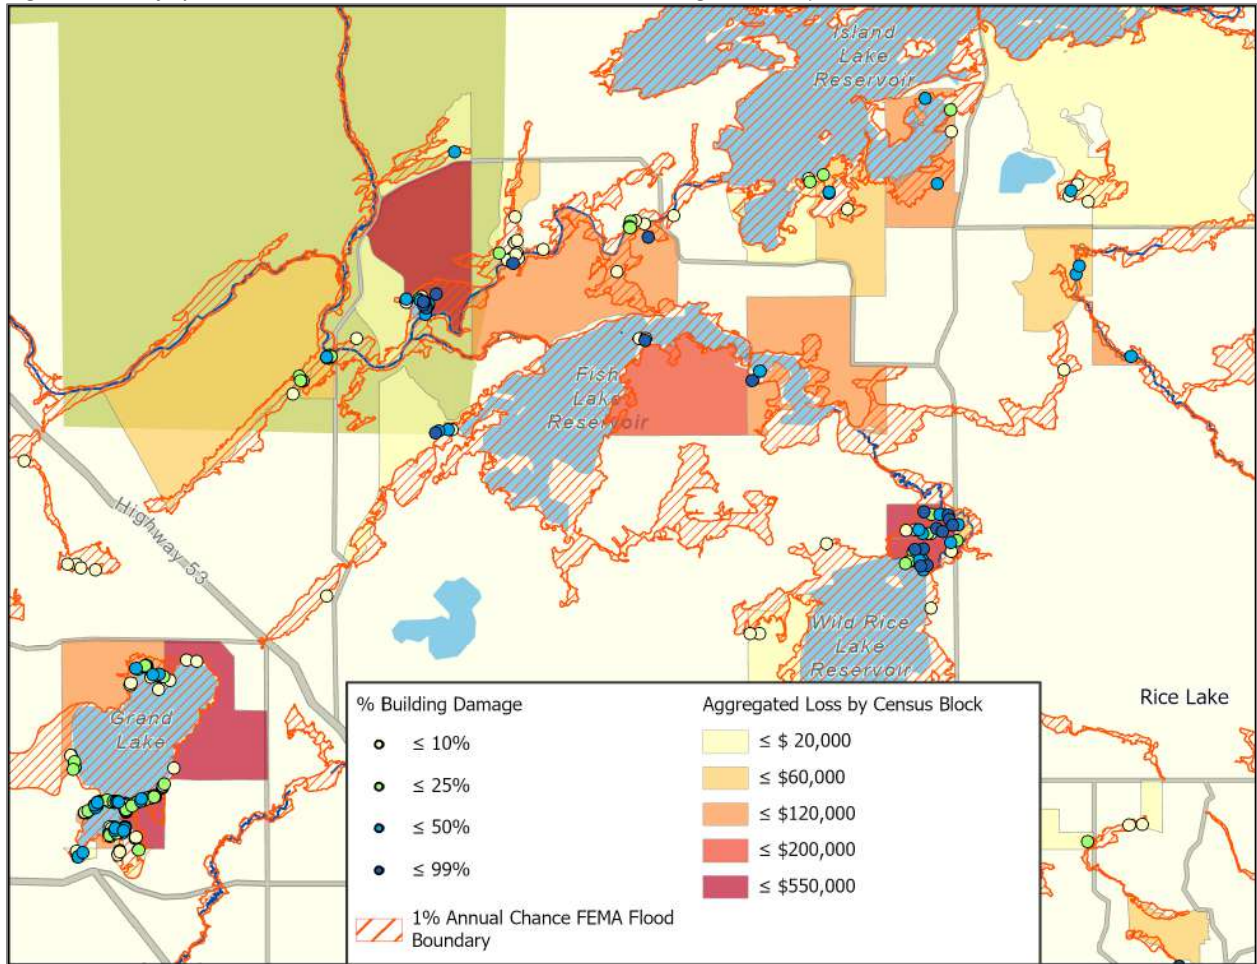 Island
Lake
Reservoir
Fish
Lake
Reservoir
Highway 53
Wild Rice
Lake
Reservoir
Grand
Lake
Rice Lake
% Building Damage
≤ 10%
≤ 25%
≤ 50%
≤ 99%
1% Annual Chance FEMA Flood
Boundary
Aggregated Loss by Census Block
≤ $ 20,000
≤ $60,000
≤ $120,000
≤ $200,000
≤ $550,000